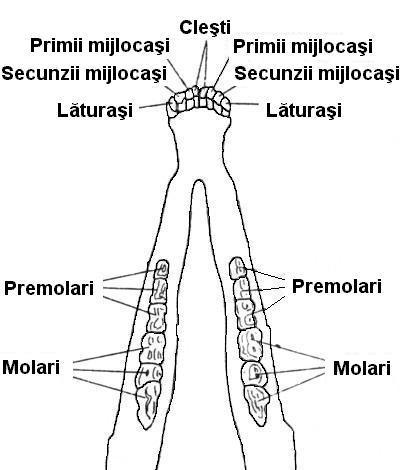 Cleşti
Primii mijlocaşi
Primii mijlocaşi
Secunzii mijlocaşi
Secunzii mijlocaşi
Lăturaşi
Lăturaşi
Premolari
Premolari
Molari
Molari